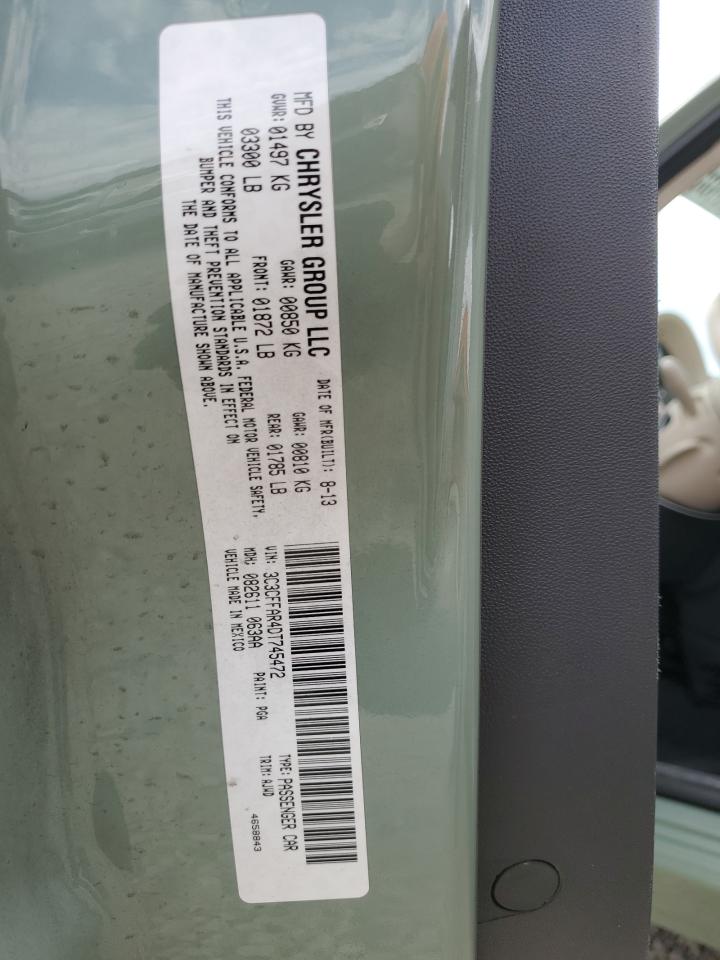 MFD BY CHRYSLER GROUP LLC DATE OF MFR(BUILT): 8-13
GVWR: 01497 KG GAWR: 00850 KG GAWR: 00810 KG
03300 LB FRONT: 01872 LB REAR: 01785 LB
THIS VEHICLE CONFORMS TO ALL APPLICABLE U.S.A. FEDERAL MOTOR VEHICLE SAFETY,
BUMPER AND THEFT PREVENTION STANDARDS IN EFFECT ON
THE DATE OF MANUFACTURE SHOWN ABOVE.
VIN: 3C3CFFAR4DT745472 TYPE: PASSENGER CAR
MDH: 082611 063AA PAINT: PGA TRIM: AJWD
VEHICLE MADE IN MEXICO
4658843